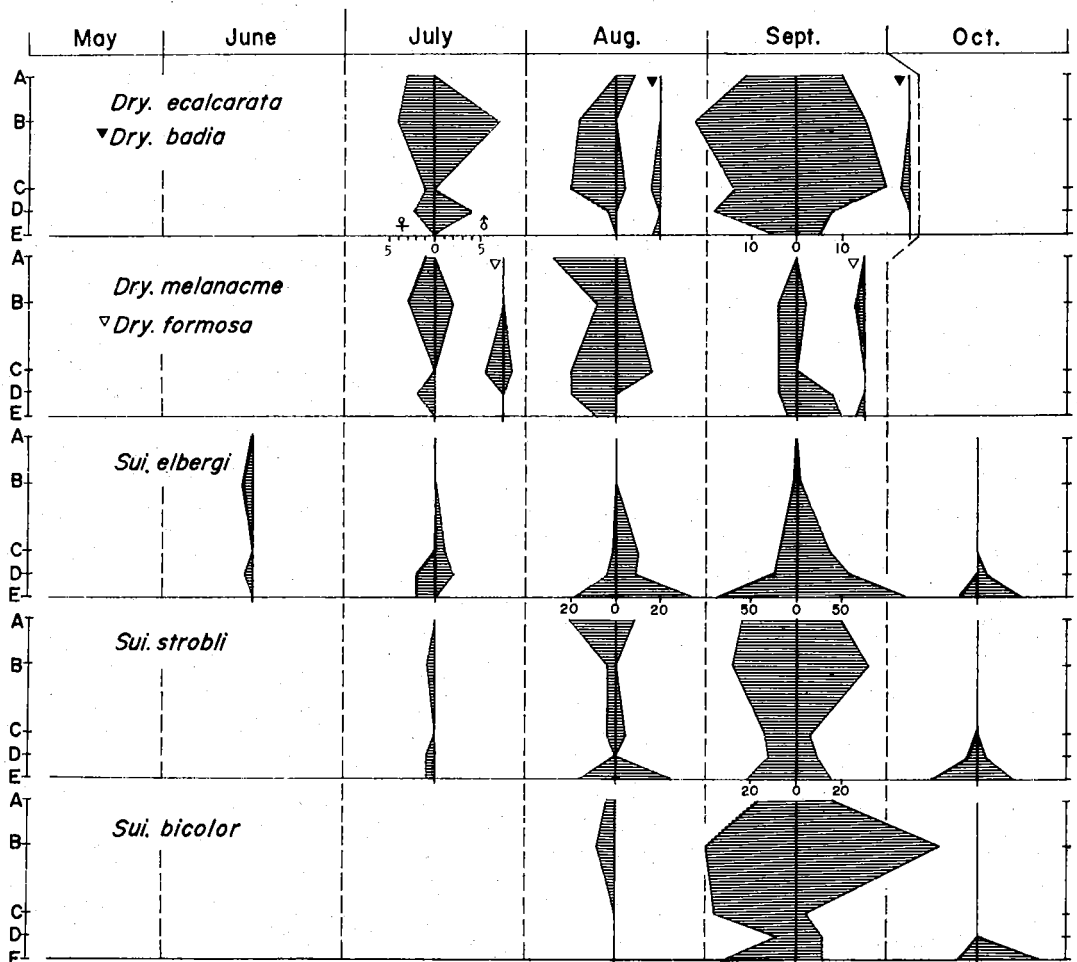 May June July Aug. Sept. Oct.
A
Dry. ecalcarata
B
▼Dry. badia ▼ ▼
C
D
♀ ♂
E
5 0 5 10 0 10
A
Dry. melanacme ▽ ▽
B
▽Dry. formosa
C
D
E
A
Sui. elbergi
B
C
D
E
20 0 20 50 0 50
A
Sui. strobli
B
C
D
E
20 0 20
A
Sui. bicolor
B
C
D
E